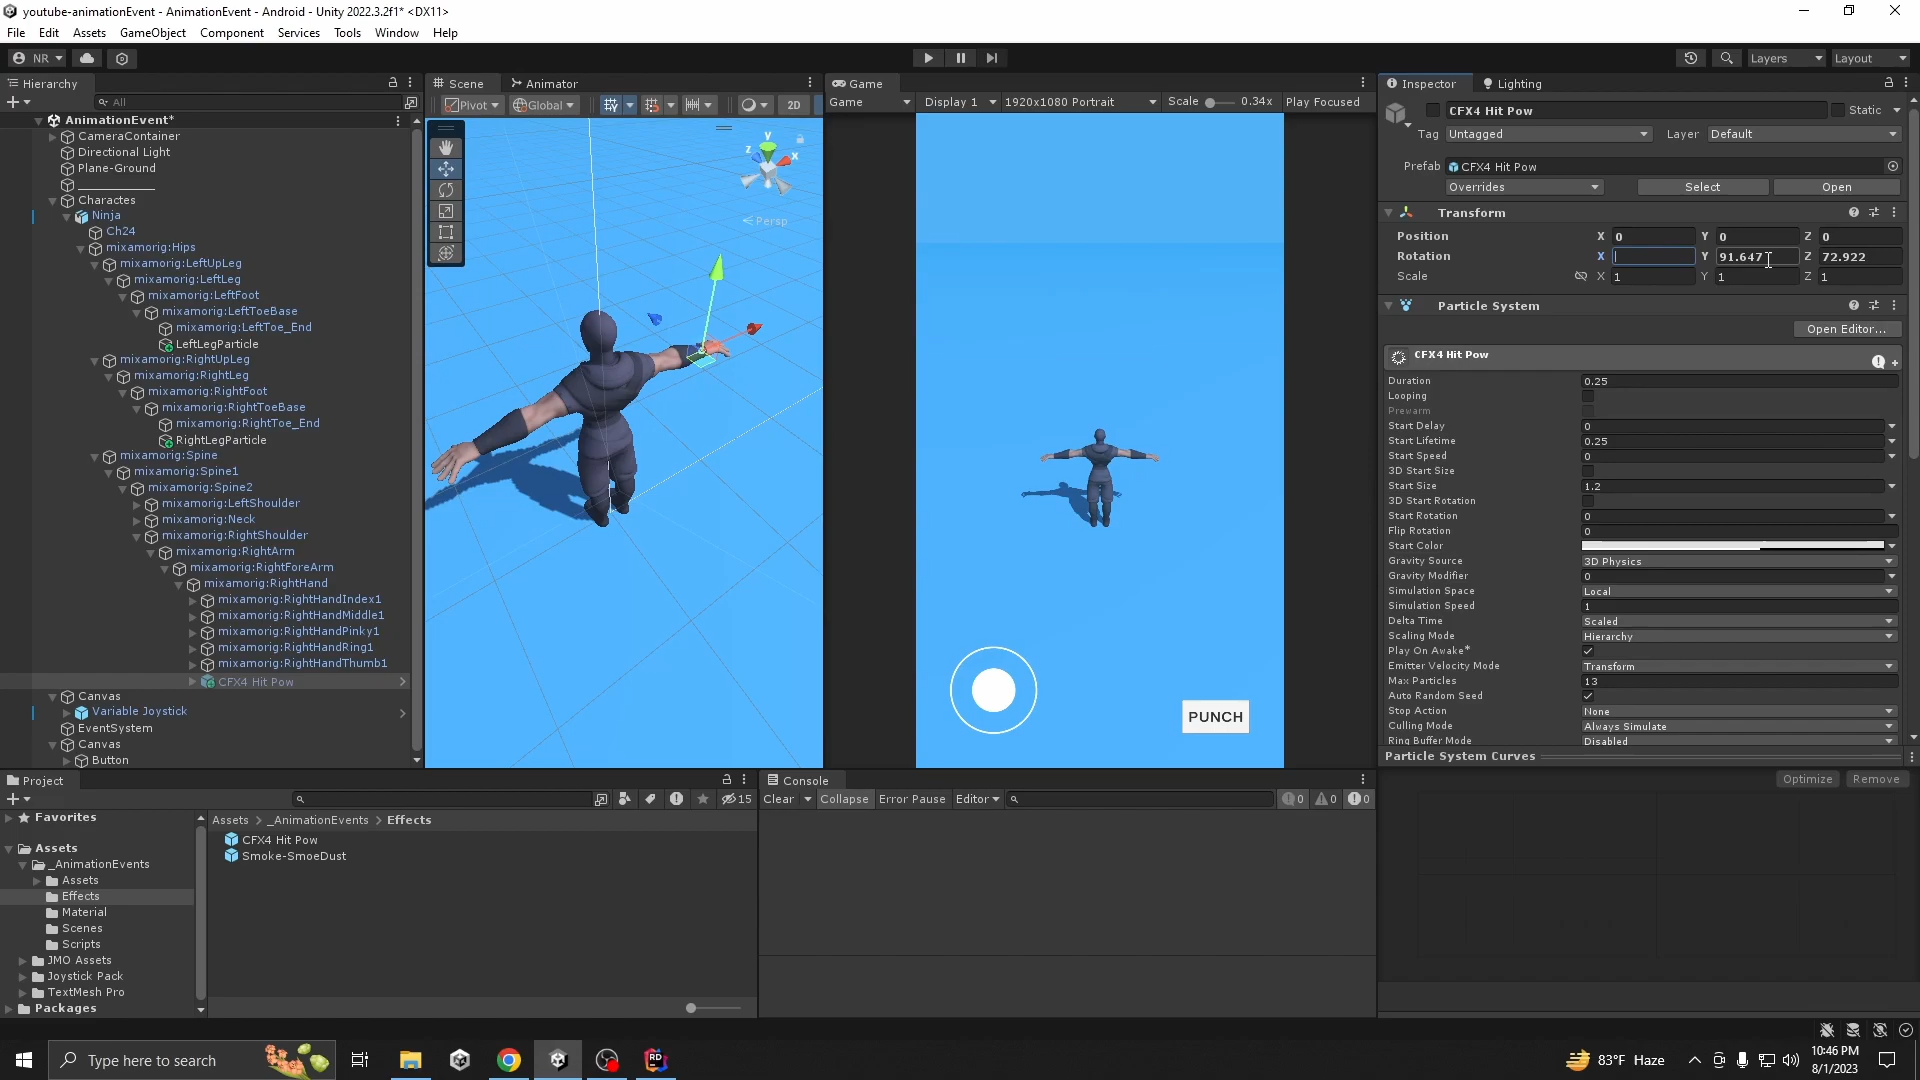 youtube-animationEvent - AnimationEvent - Android - Unity 2022.3.2f1* <DX11>
File Edit Assets GameObject Component Services Tools Window Help
NR Layers Layout
Hierarchy
All
AnimationEvent*
CameraContainer
Directional Light
Plane-Ground
___________
Charactes
Ninja
Ch24
mixamorig:Hips
mixamorig:LeftUpLeg
mixamorig:LeftLeg
mixamorig:LeftFoot
mixamorig:LeftToeBase
mixamorig:LeftToe_End
LeftLegParticle
mixamorig:RightUpLeg
mixamorig:RightLeg
mixamorig:RightFoot
mixamorig:RightToeBase
mixamorig:RightToe_End
RightLegParticle
mixamorig:Spine
mixamorig:Spine1
mixamorig:Spine2
mixamorig:LeftShoulder
mixamorig:Neck
mixamorig:RightShoulder
mixamorig:RightArm
mixamorig:RightForeArm
mixamorig:RightHand
mixamorig:RightHandIndex1
mixamorig:RightHandMiddle1
mixamorig:RightHandPinky1
mixamorig:RightHandRing1
mixamorig:RightHandThumb1
CFX4 Hit Pow
Canvas
Variable Joystick
EventSystem
Canvas
Button
Scene Animator
Pivot Global 2D
y
z x
Persp
Game
Game Display 1 1920x1080 Portrait Scale 0.34x Play Focused
PUNCH
Inspector Lighting
CFX4 Hit Pow Static
Tag Untagged Layer Default
Prefab CFX4 Hit Pow
Overrides Select Open
Transform
Position X 0 Y 0 Z 0
Rotation X Y 91.647 Z 72.922
Scale X 1 Y 1 Z 1
Particle System
Open Editor...
CFX4 Hit Pow
Duration 0.25
Looping
Prewarm
Start Delay 0
Start Lifetime 0.25
Start Speed 0
3D Start Size
Start Size 1.2
3D Start Rotation
Start Rotation 0
Flip Rotation 0
Start Color
Gravity Source 3D Physics
Gravity Modifier 0
Simulation Space Local
Simulation Speed 1
Delta Time Scaled
Scaling Mode Hierarchy
Play On Awake*
Emitter Velocity Mode Transform
Max Particles 13
Auto Random Seed
Stop Action None
Culling Mode Always Simulate
Ring Buffer Mode Disabled
Particle System Curves
Optimize Remove
Project
15
Favorites
Assets
_AnimationEvents
Assets
Effects
Material
Scenes
Scripts
JMO Assets
Joystick Pack
TextMesh Pro
Packages
Assets > _AnimationEvents > Effects
CFX4 Hit Pow
Smoke-SmoeDust
Console
Clear Collapse Error Pause Editor 0 0 0
Type here to search
RD
83°F Haze
10:46 PM
8/1/2023